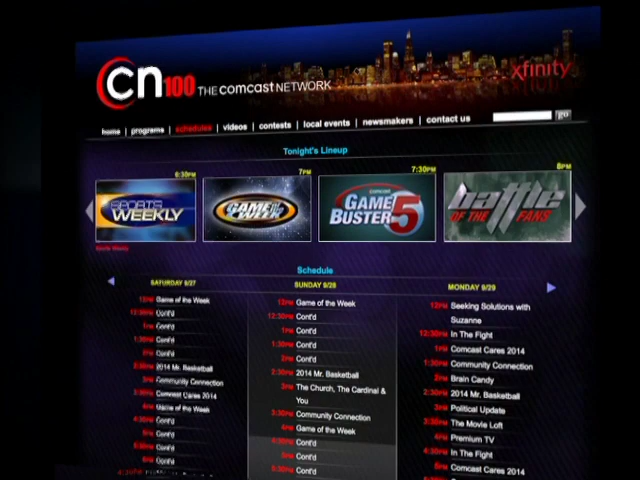 cn100 THE comcast NETWORK
xfinity
home | programs | schedules | videos | contests | local events | newsmakers | contact us
go
Tonight's Lineup
6:30PM 7PM 7:30PM 8PM
SPORTS WEEKLY
GAME OF THE WEEK
comcast GAME BUSTER 5
battle OF THE FANS
Sports Weekly
Schedule
SATURDAY 9/27
12PM Game of the Week
12:30PM Cont'd
1PM Cont'd
1:30PM Cont'd
2PM Cont'd
2:30PM 2014 Mr. Basketball
3PM Community Connection
3:30PM Comcast Cares 2014
4PM Game of the Week
4:30PM Cont'd
5PM Cont'd
5:30PM Cont'd
6PM Cont'd
SUNDAY 9/28
12PM Game of the Week
12:30PM Cont'd
1PM Cont'd
1:30PM Cont'd
2PM Cont'd
2:30PM 2014 Mr. Basketball
3PM The Church, The Cardinal &
You
3:30PM Community Connection
4PM Game of the Week
4:30PM Cont'd
5PM Cont'd
5:30PM Cont'd
MONDAY 9/29
12PM Seeking Solutions with
Suzanne
12:30PM In The Fight
1PM Comcast Cares 2014
1:30PM Community Connection
2PM Brain Candy
2:30PM 2014 Mr. Basketball
3PM Political Update
3:30PM The Movie Loft
4PM Premium TV
4:30PM In The Fight
5PM Comcast Cares 2014